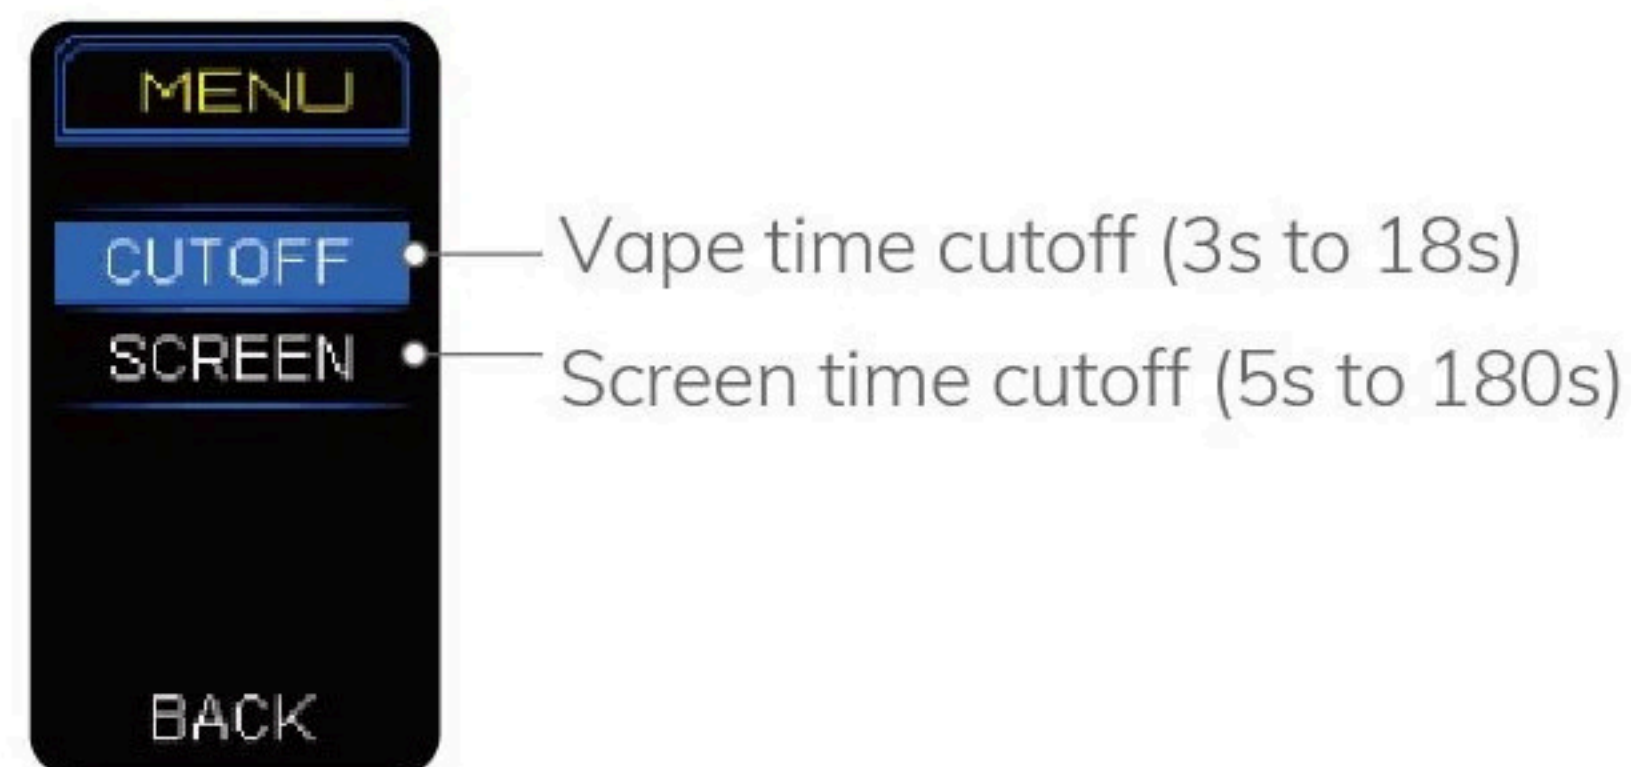 MENU
CUTOFF
Vape time cutoff (3s to 18s)
SCREEN
Screen time cutoff (5s to 180s)
BACK